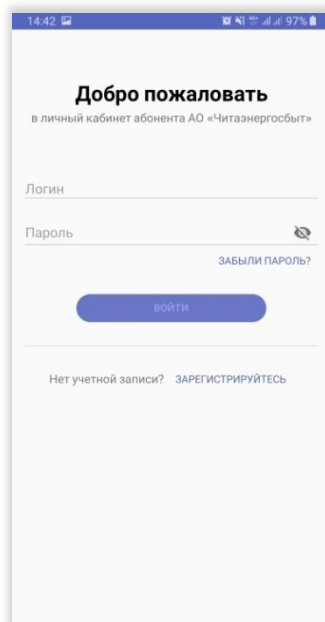 14:42 97%
Добро пожаловать
в личный кабинет абонента АО «Читаэнергосбыт»
Логин
Пароль
ЗАБЫЛИ ПАРОЛЬ?
ВОЙТИ
Нет учетной записи? ЗАРЕГИСТРИРУЙТЕСЬ